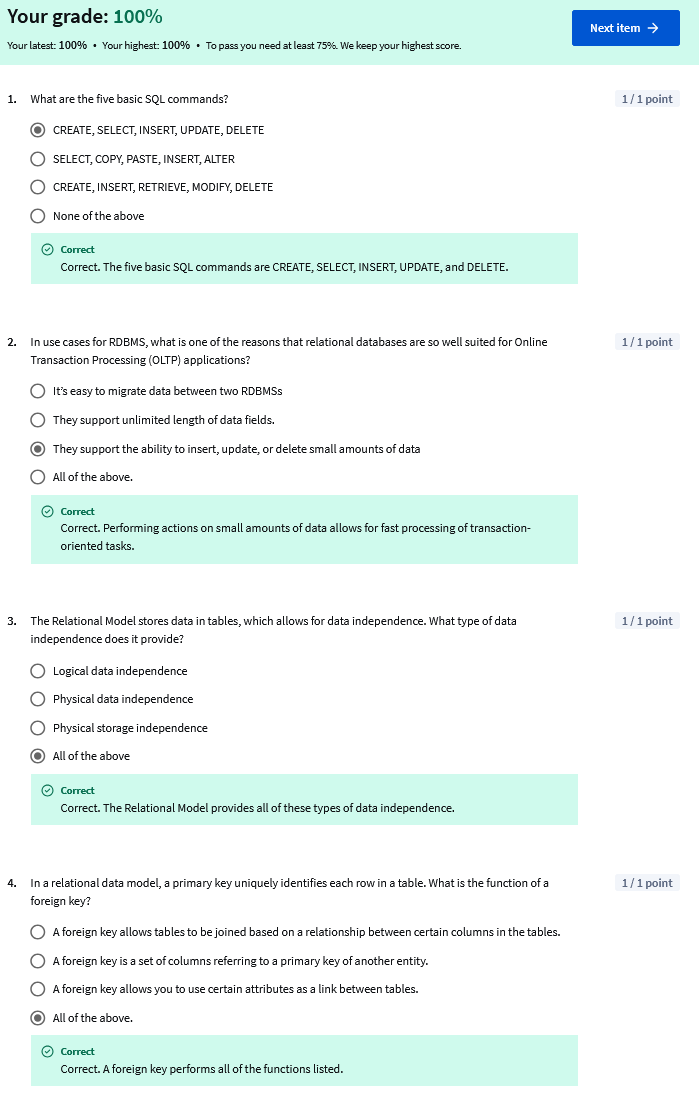 Your grade: 100%
Next item →
Your latest: 100% • Your highest: 100% • To pass you need at least 75%. We keep your highest score.
1. What are the five basic SQL commands?
1 / 1 point
CREATE, SELECT, INSERT, UPDATE, DELETE
SELECT, COPY, PASTE, INSERT, ALTER
CREATE, INSERT, RETRIEVE, MODIFY, DELETE
None of the above
Correct
Correct. The five basic SQL commands are CREATE, SELECT, INSERT, UPDATE, and DELETE.
2. In use cases for RDBMS, what is one of the reasons that relational databases are so well suited for Online
Transaction Processing (OLTP) applications?
1 / 1 point
It’s easy to migrate data between two RDBMSs
They support unlimited length of data fields.
They support the ability to insert, update, or delete small amounts of data
All of the above.
Correct
Correct. Performing actions on small amounts of data allows for fast processing of transaction-
oriented tasks.
3. The Relational Model stores data in tables, which allows for data independence. What type of data
independence does it provide?
1 / 1 point
Logical data independence
Physical data independence
Physical storage independence
All of the above
Correct
Correct. The Relational Model provides all of these types of data independence.
4. In a relational data model, a primary key uniquely identifies each row in a table. What is the function of a
foreign key?
1 / 1 point
A foreign key allows tables to be joined based on a relationship between certain columns in the tables.
A foreign key is a set of columns referring to a primary key of another entity.
A foreign key allows you to use certain attributes as a link between tables.
All of the above.
Correct
Correct. A foreign key performs all of the functions listed.